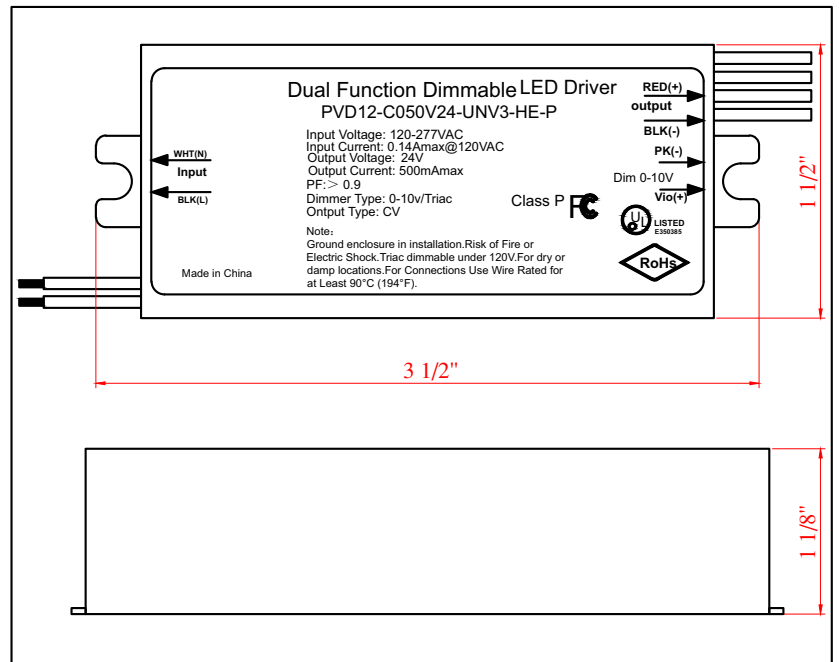 Dual Function Dimmable LED Driver
PVD12-C050V24-UNV3-HE-P
WHT(N)
Input
BLK(L)
Input Voltage: 120-277VAC
Input Current: 0.14Amax@120VAC
Output Voltage: 24V
Output Current: 500mAmax
PF:＞ 0.9
Dimmer Type: 0-10v/Triac
Ontput Type: CV
Note：
Ground enclosure in installation.Risk of Fire or
Electric Shock.Triac dimmable under 120V.For dry or
damp locations.For Connections Use Wire Rated for
at Least 90°C (194°F).
Made in China
Class P
FC
RED(+)
output
BLK(-)
PK(-)
Dim 0-10V
Vio(+)
UL
LISTED
E350385
RoHs
1 1/2"
3 1/2"
1 1/8"